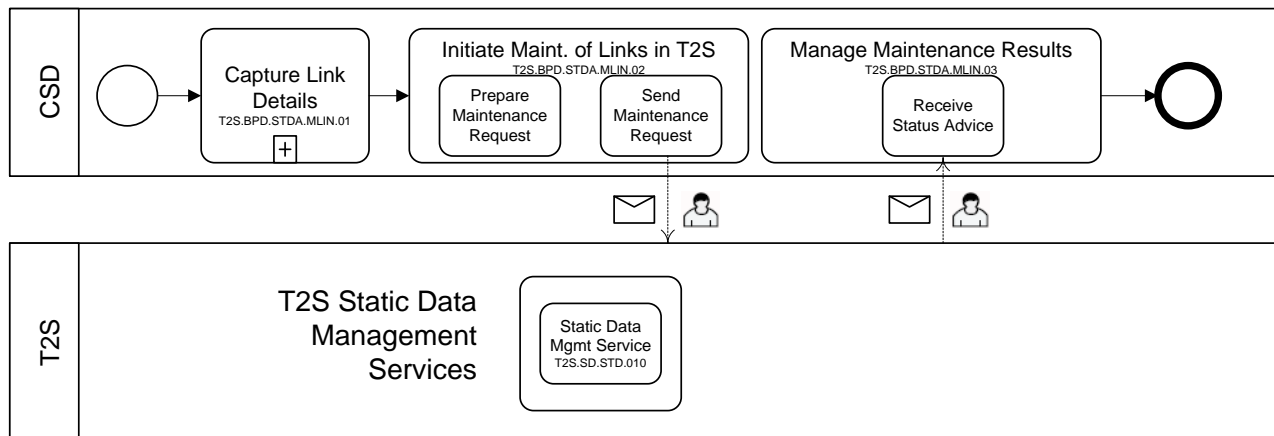 CSD
Capture Link
Details
T2S.BPD.STDA.MLIN.01
Initiate Maint. of Links in T2S
T2S.BPD.STDA.MLIN.02
Prepare
Maintenance
Request
Send
Maintenance
Request
Manage Maintenance Results
T2S.BPD.STDA.MLIN.03
Receive
Status Advice
T2S
T2S Static Data
Management
Services
Static Data
Mgmt Service
T2S.SD.STD.010